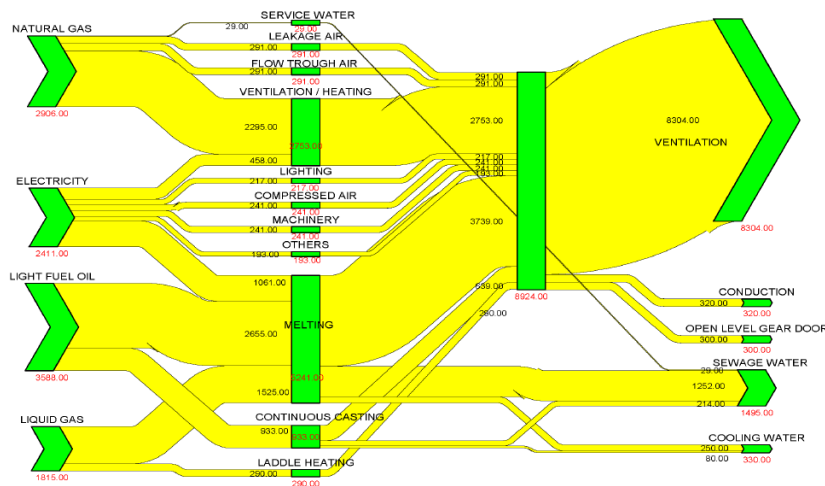 SERVICE WATER
NATURAL GAS
29.00
29.00
LEAKAGE AIR
291.00
291.00
FLOW TROUGH AIR
291.00
291.00
291.00
291.00
VENTILATION / HEATING
2906.00
2295.00
2753.00
2753.00
8304.00
VENTILATION
458.00
LIGHTING
217.00
217.00
217.00
ELECTRICITY
COMPRESSED AIR
241.00
241.00
241.00
241.00
193.00
MACHINERY
241.00
241.00
2411.00
OTHERS
193.00
193.00
3739.00
8304.00
LIGHT FUEL OIL
1061.00
659.00
280.00
8924.00
CONDUCTION
320.00
320.00
MELTING
2655.00
OPEN LEVEL GEAR DOOR
300.00
300.00
3588.00
5241.00
SEWAGE WATER
29.00
1252.00
214.00
1495.00
1525.00
LIQUID GAS
CONTINUOUS CASTING
933.00
933.00
COOLING WATER
250.00
80.00
330.00
LADDLE HEATING
290.00
290.00
1815.00